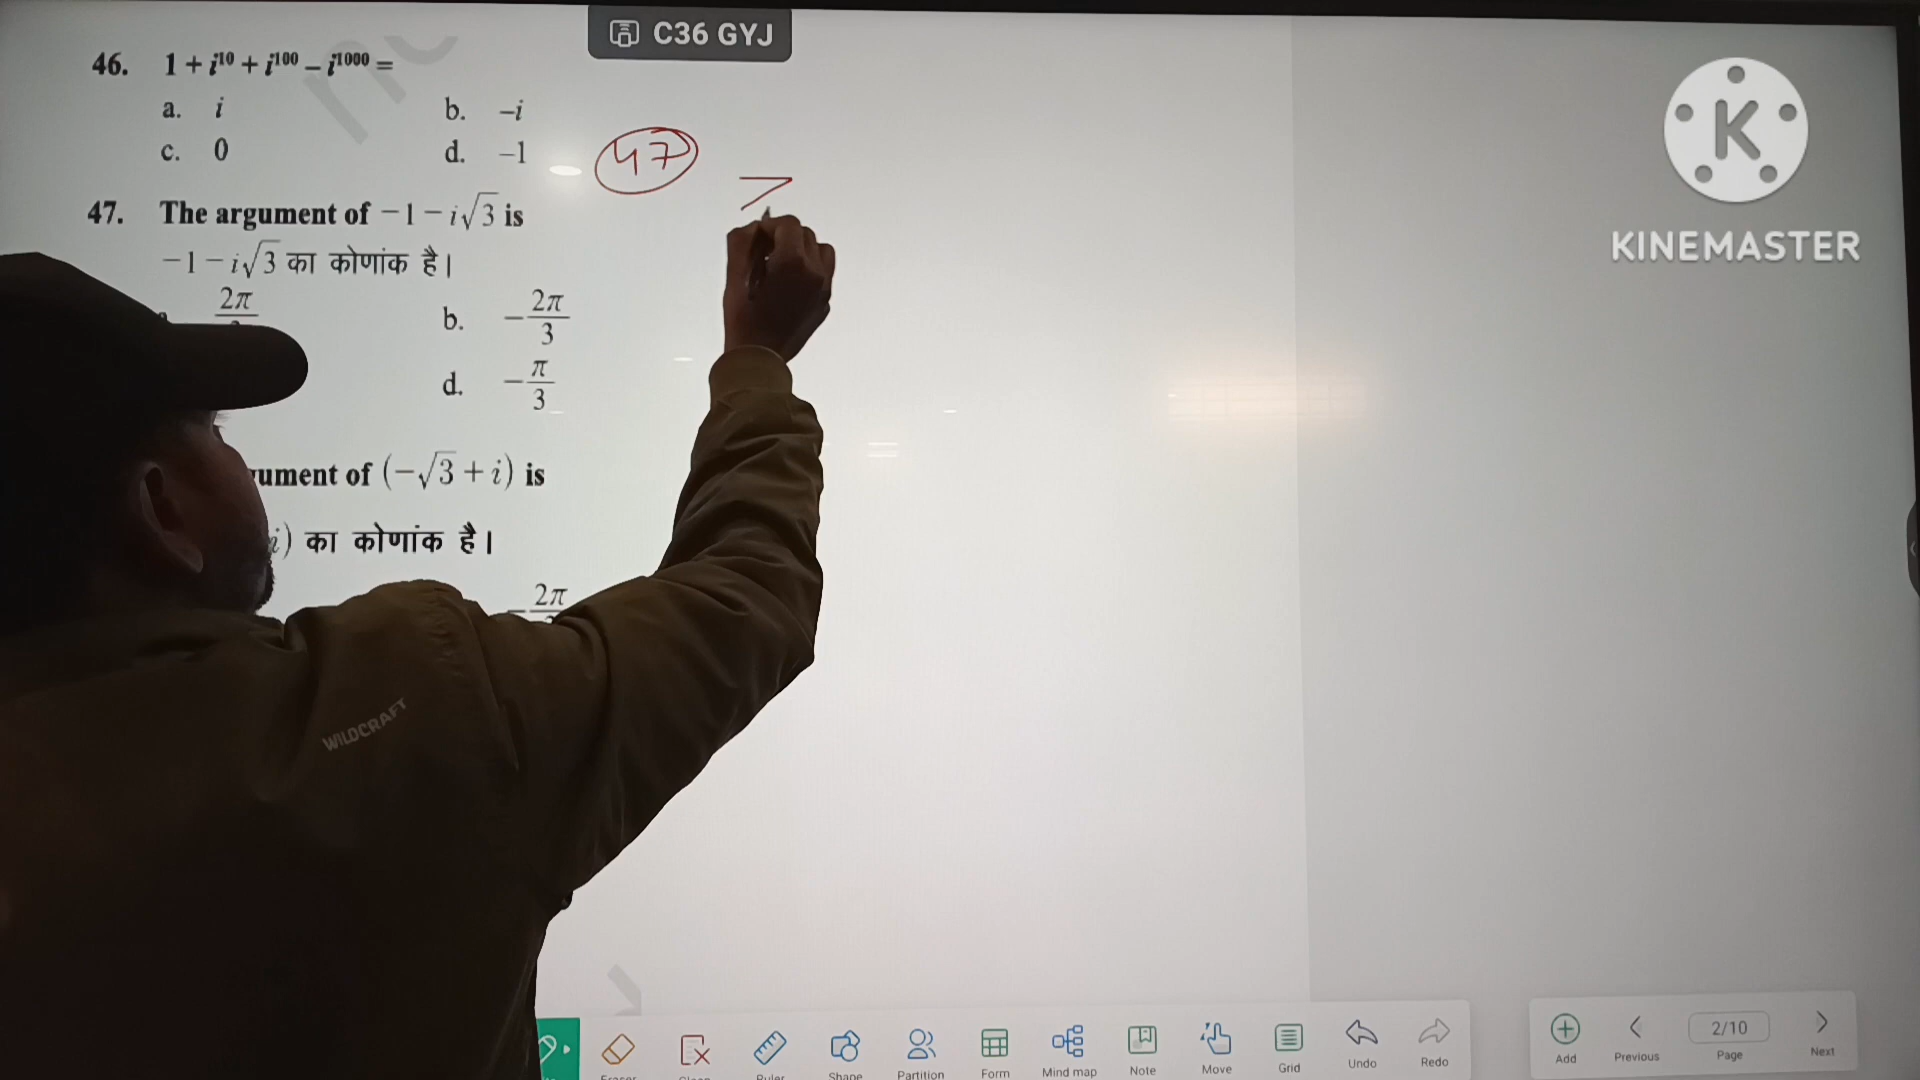 C36 GYJ
46. 1 + i¹⁰ + i¹⁰⁰ – i¹⁰⁰⁰ =
a. i b. –i
c. 0 d. –1
47
47. The argument of −1 − i√3 is
−1 − i√3 का कोणांक है।
2π/ b. −2π/3
d. −π/3
gument of (−√3 + i) is
i) का कोणांक है।
2π
WILDCRAFT
K
KINEMASTER
Eraser Ruler Shape Partition Form Mind map Note Move Grid Undo Redo
Add Previous 2/10 Page Next